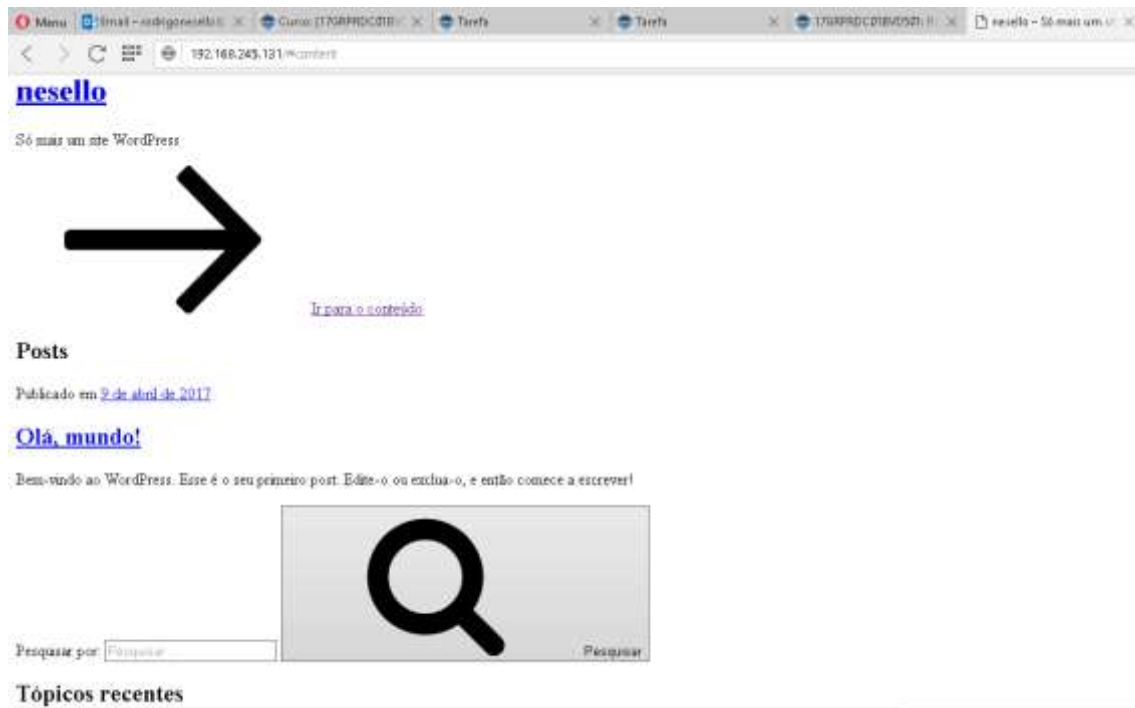 Menu
Tarefa
Tarefa
192.168.245.131/#content
nesello
Só mais um site WordPress
Ir para o conteúdo
Posts
Publicado em 9 de abril de 2017
Olá, mundo!
Bem-vindo ao WordPress. Esse é o seu primeiro post. Edite-o ou exclua-o, e então comece a escrever!
Pesquisar por: Pesquisar ... Pesquisar
Tópicos recentes